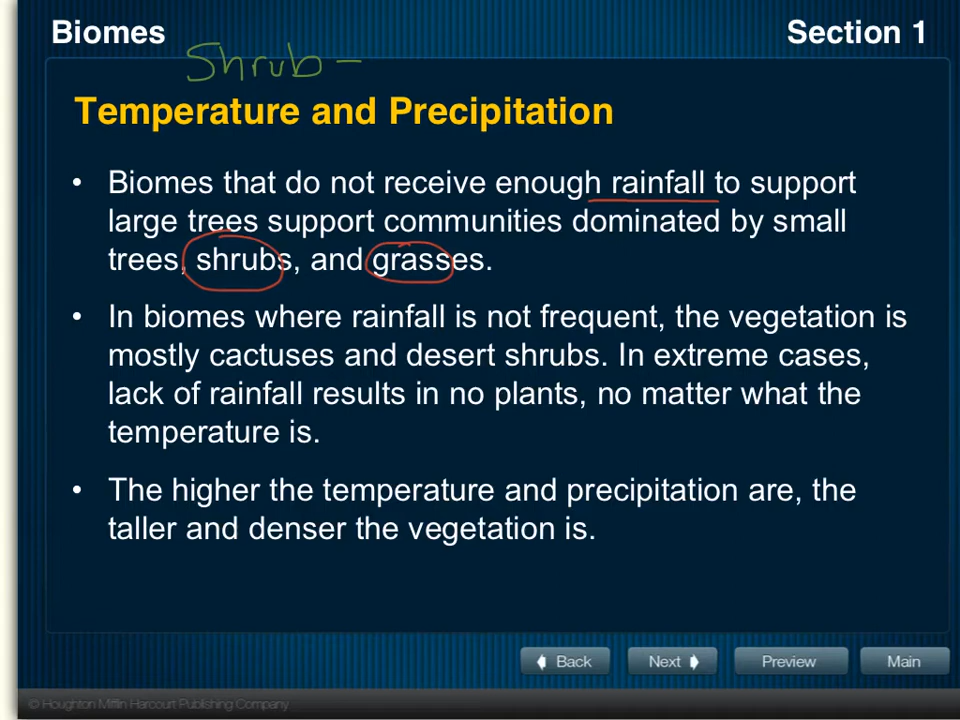 Biomes
Section 1
Shrub -
Temperature and Precipitation
• Biomes that do not receive enough rainfall to support
large trees support communities dominated by small
trees, shrubs, and grasses.
• In biomes where rainfall is not frequent, the vegetation is
mostly cactuses and desert shrubs. In extreme cases,
lack of rainfall results in no plants, no matter what the
temperature is.
• The higher the temperature and precipitation are, the
taller and denser the vegetation is.
Back
Next
Preview
Main
© Houghton Mifflin Harcourt Publishing Company